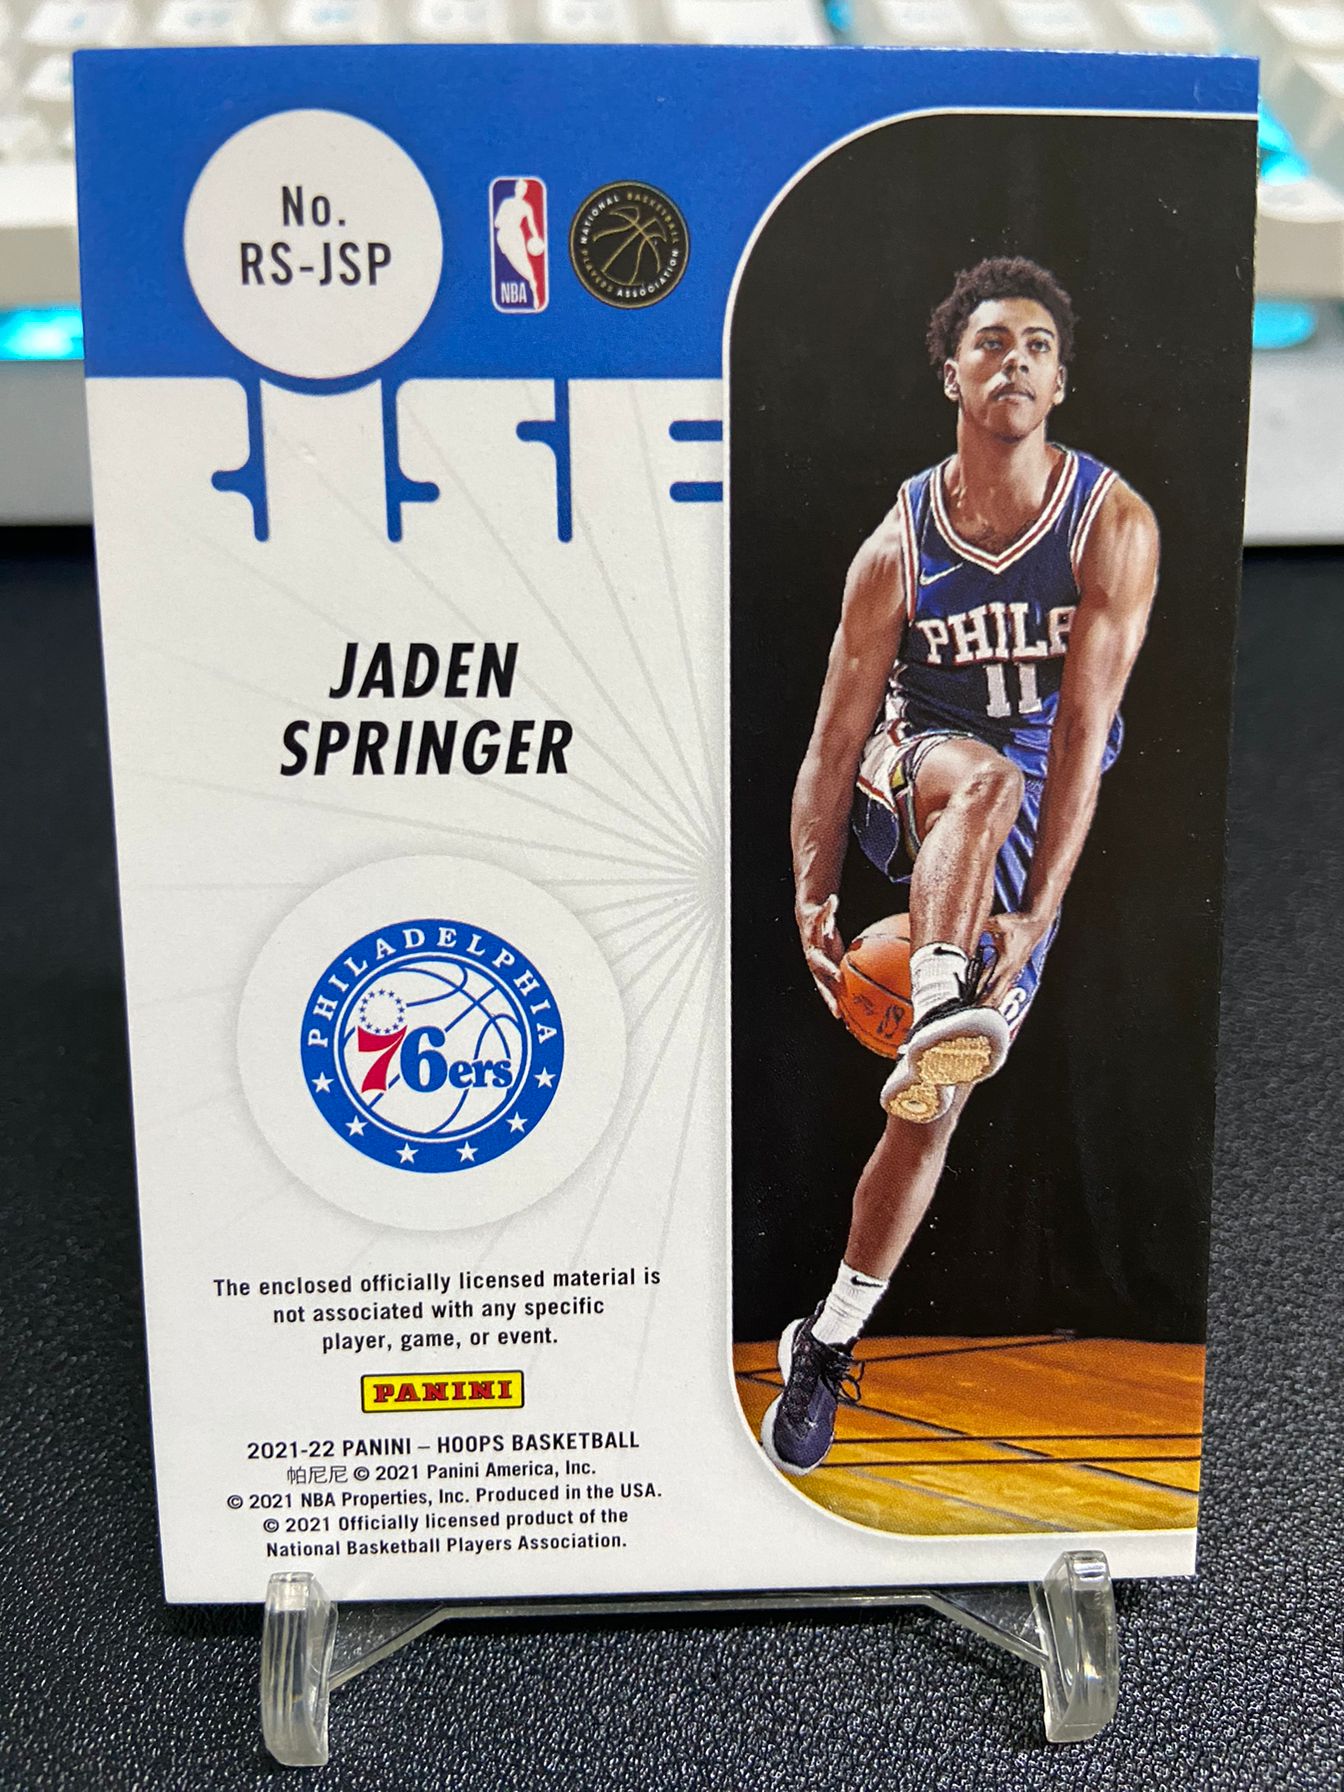 No.
RS-JSP
NBA
NATIONAL BASKETBALL
PLAYERS ASSOCIATION
JADEN
SPRINGER
PHILA
11
PHILADELPHIA
76ers
The enclosed officially licensed material is
not associated with any specific
player, game, or event.
PANINI
2021-22 PANINI – HOOPS BASKETBALL
帕尼尼 © 2021 Panini America, Inc.
© 2021 NBA Properties, Inc. Produced in the USA.
© 2021 Officially licensed product of the
National Basketball Players Association.